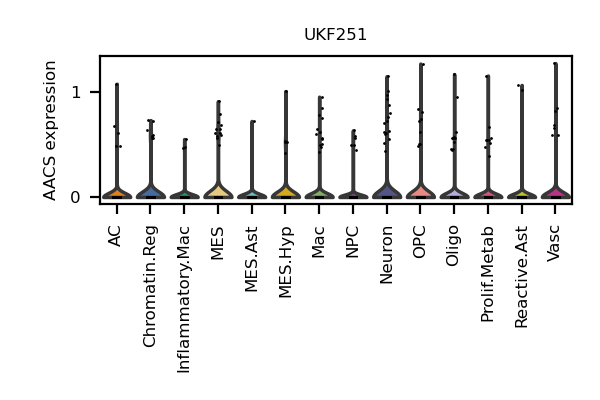 UKF251
AACS expression
1
0
AC
Chromatin.Reg
Inflammatory.Mac
MES
MES.Ast
MES.Hyp
Mac
NPC
Neuron
OPC
Oligo
Prolif.Metab
Reactive.Ast
Vasc